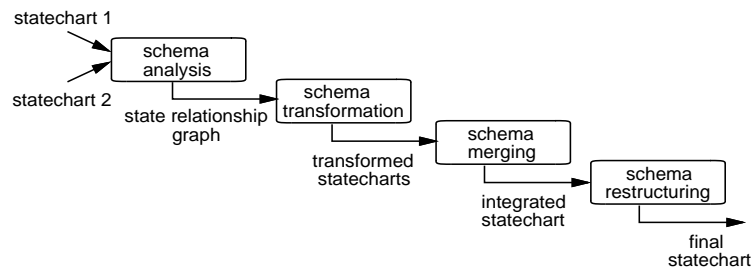 statechart 1
schema
analysis
statechart 2
state relationship
graph
schema
transformation
transformed
statecharts
schema
merging
integrated
statechart
schema
restructuring
final
statechart